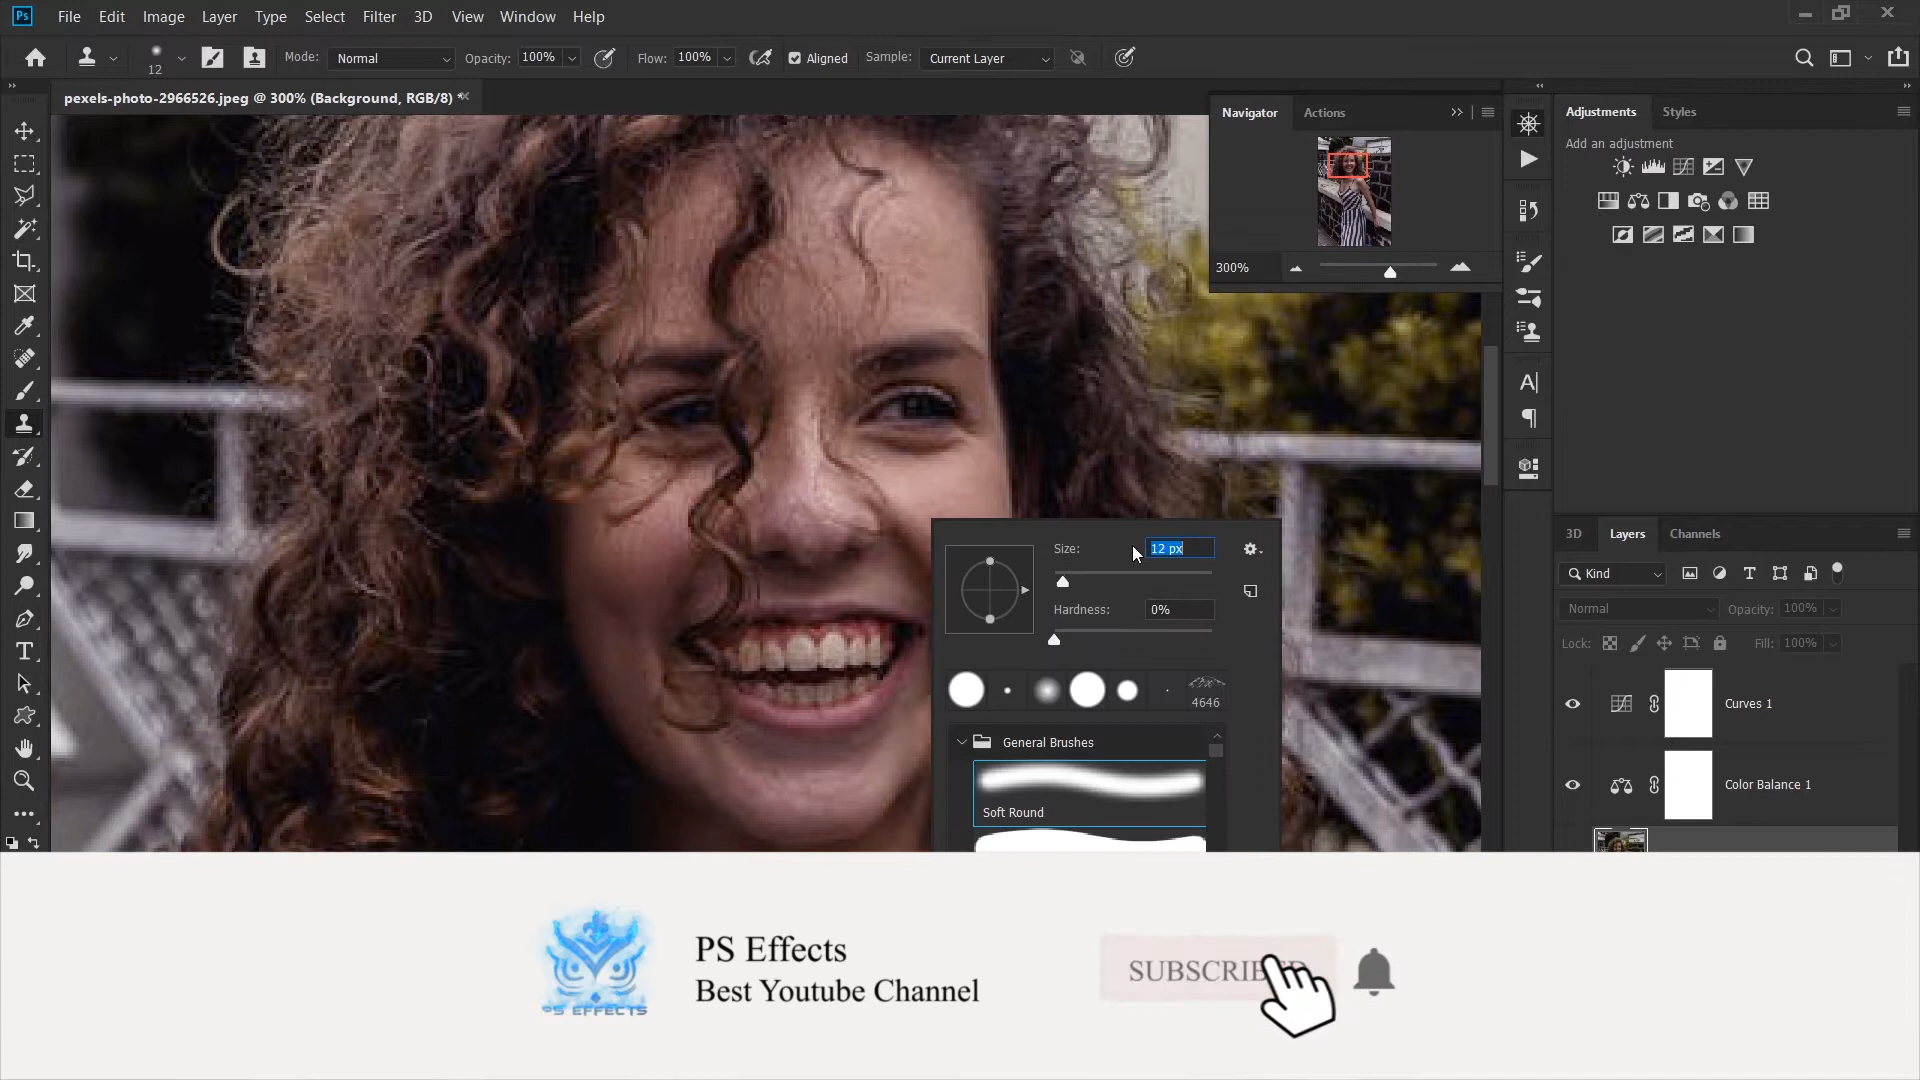 Ps File Edit Image Layer Type Select Filter 3D View Window Help
12 Mode: Normal Opacity: 100% Flow: 100% Aligned Sample: Current Layer
pexels-photo-2966526.jpeg @ 300% (Background, RGB/8) *
Navigator Actions
300%
Adjustments Styles
Add an adjustment
Size: 12 px
Hardness: 0%
4646
General Brushes
Soft Round
3D Layers Channels
Kind
Normal Opacity: 100%
Lock: Fill: 100%
Curves 1
Color Balance 1
PS EFFECTS
PS Effects
Best Youtube Channel
SUBSCRIBED